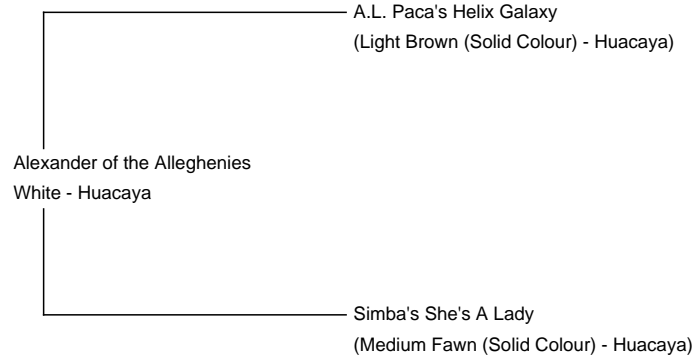 A.L. Paca's Helix Galaxy
(Light Brown (Solid Colour) - Huacaya)
Alexander of the Alleghenies
White - Huacaya
Simba's She's A Lady
(Medium Fawn (Solid Colour) - Huacaya)